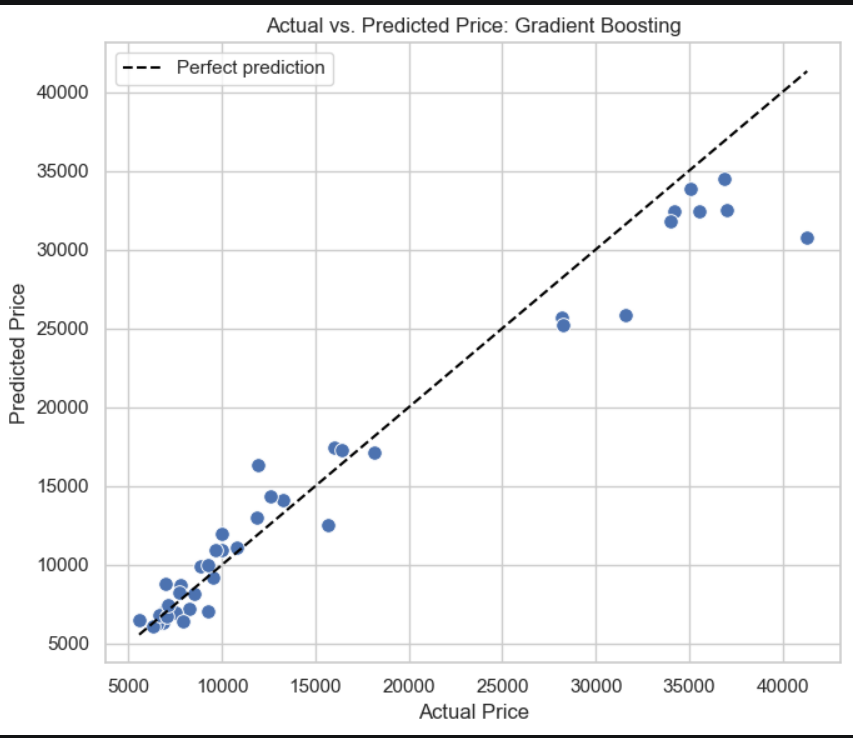 Actual vs. Predicted Price: Gradient Boosting
Perfect prediction
40000
35000
30000
25000
20000
15000
10000
5000
Predicted Price
5000 10000 15000 20000 25000 30000 35000 40000
Actual Price